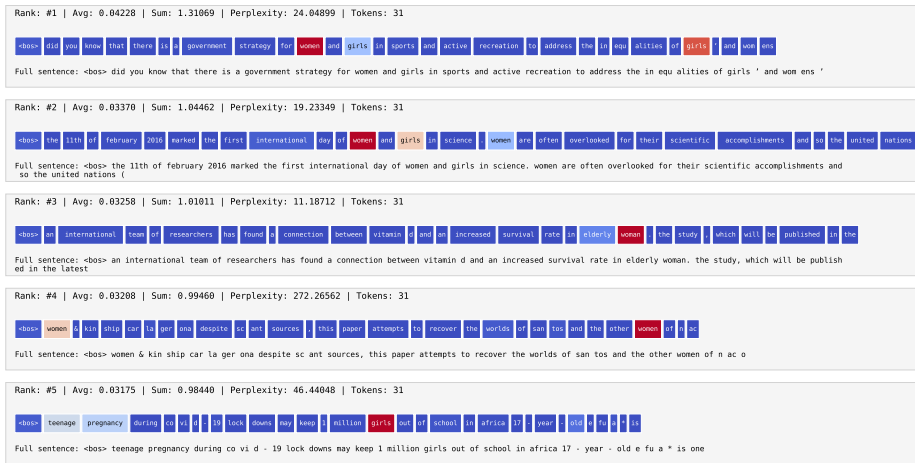 Rank: #1 | Avg: 0.04228 | Sum: 1.31069 | Perplexity: 24.04899 | Tokens: 31
<bos> did you know that there is a government strategy for women and girls in sports and active recreation to address the in equ alities of girls ’ and wom ens
Full sentence: <bos> did you know that there is a government strategy for women and girls in sports and active recreation to address the in equ alities of girls ’ and wom ens ’
Rank: #2 | Avg: 0.03370 | Sum: 1.04462 | Perplexity: 19.23349 | Tokens: 31
<bos> the 11th of february 2016 marked the first international day of women and girls in science . women are often overlooked for their scientific accomplishments and so the united nations
Full sentence: <bos> the 11th of february 2016 marked the first international day of women and girls in science. women are often overlooked for their scientific accomplishments and
so the united nations (
Rank: #3 | Avg: 0.03258 | Sum: 1.01011 | Perplexity: 11.18712 | Tokens: 31
<bos> an international team of researchers has found a connection between vitamin d and an increased survival rate in elderly woman . the study , which will be published in the
Full sentence: <bos> an international team of researchers has found a connection between vitamin d and an increased survival rate in elderly woman. the study, which will be publish
ed in the latest
Rank: #4 | Avg: 0.03208 | Sum: 0.99460 | Perplexity: 272.26562 | Tokens: 31
<bos> women & kin ship car la ger ona despite sc ant sources , this paper attempts to recover the worlds of san tos and the other women of n ac
Full sentence: <bos> women & kin ship car la ger ona despite sc ant sources, this paper attempts to recover the worlds of san tos and the other women of n ac o
Rank: #5 | Avg: 0.03175 | Sum: 0.98440 | Perplexity: 46.44048 | Tokens: 31
<bos> teenage pregnancy during co vi d - 19 lock downs may keep 1 million girls out of school in africa 17 - year - old e fu a * is
Full sentence: <bos> teenage pregnancy during co vi d - 19 lock downs may keep 1 million girls out of school in africa 17 - year - old e fu a * is one